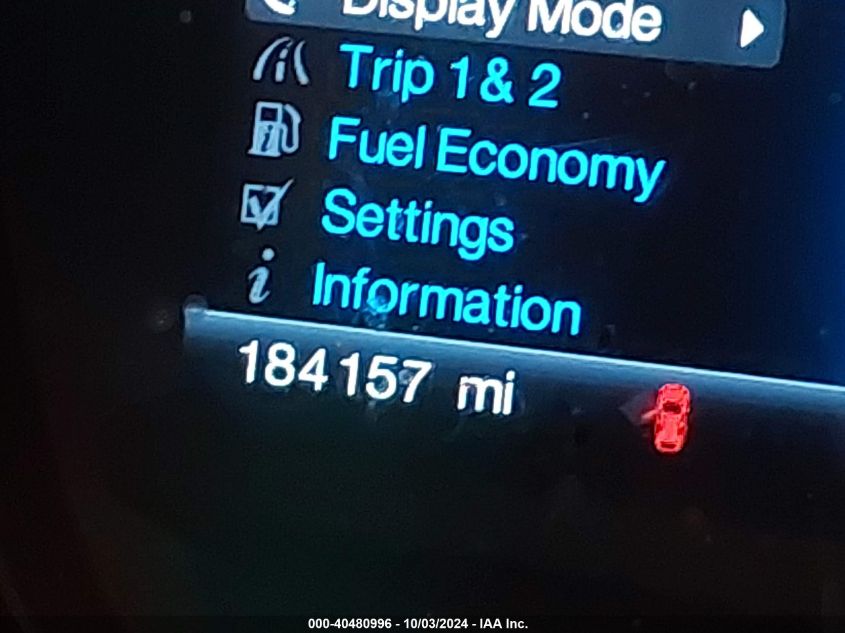 Display Mode
Trip 1 & 2
Fuel Economy
Settings
Information
184157 mi
000-40480996 - 10/03/2024 - IAA Inc.